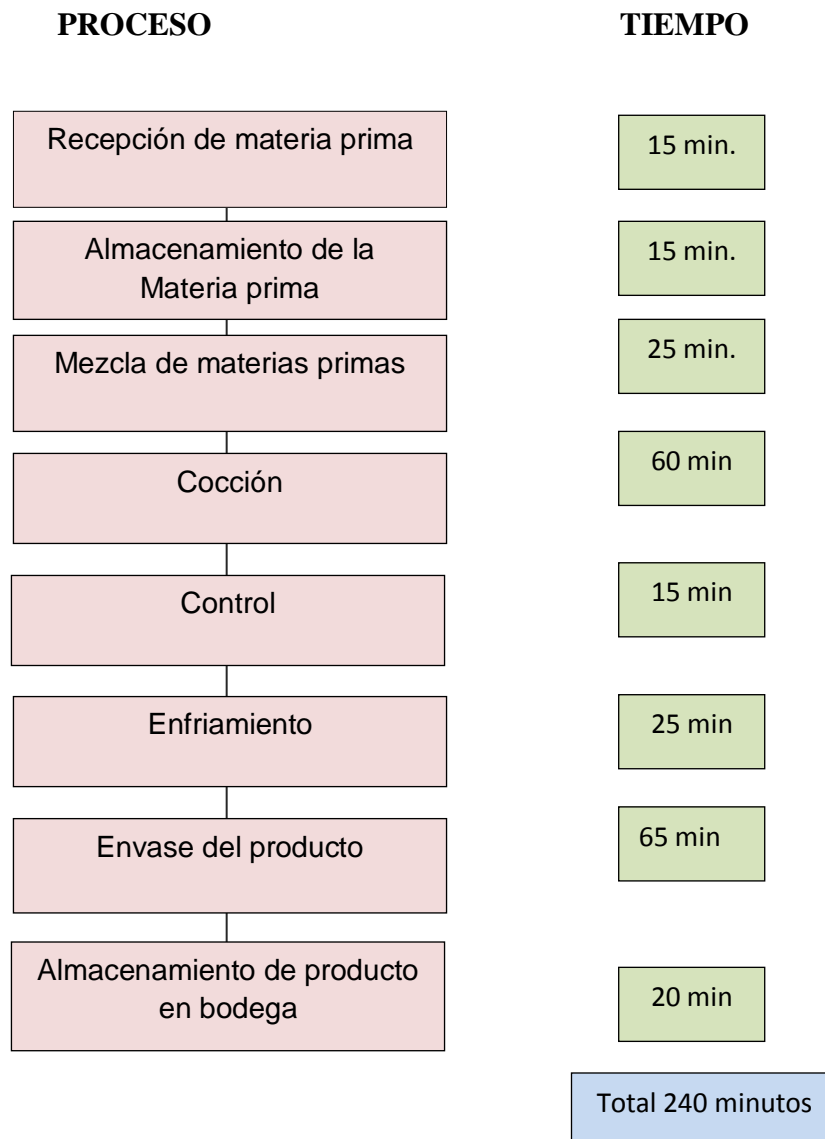 PROCESO TIEMPO
Recepción de materia prima 15 min.
Almacenamiento de la 15 min.
Materia prima
Mezcla de materias primas 25 min.
Cocción 60 min
Control 15 min
Enfriamiento 25 min
Envase del producto 65 min
Almacenamiento de producto 20 min
en bodega
Total 240 minutos